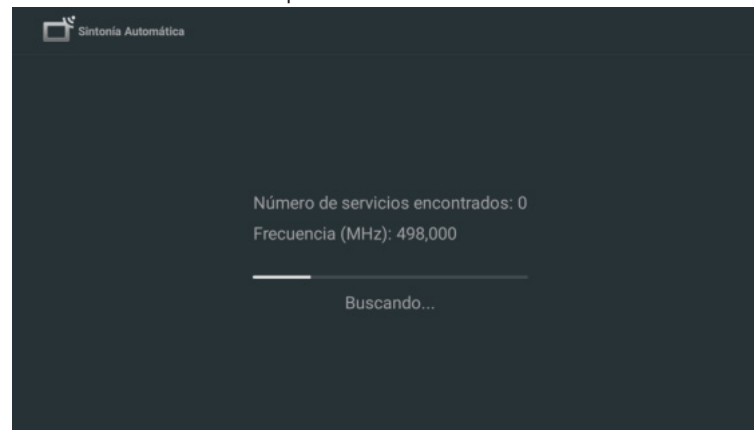 Sintonía Automática
Número de servicios encontrados: 0
Frecuencia (MHz): 498,000
Buscando...